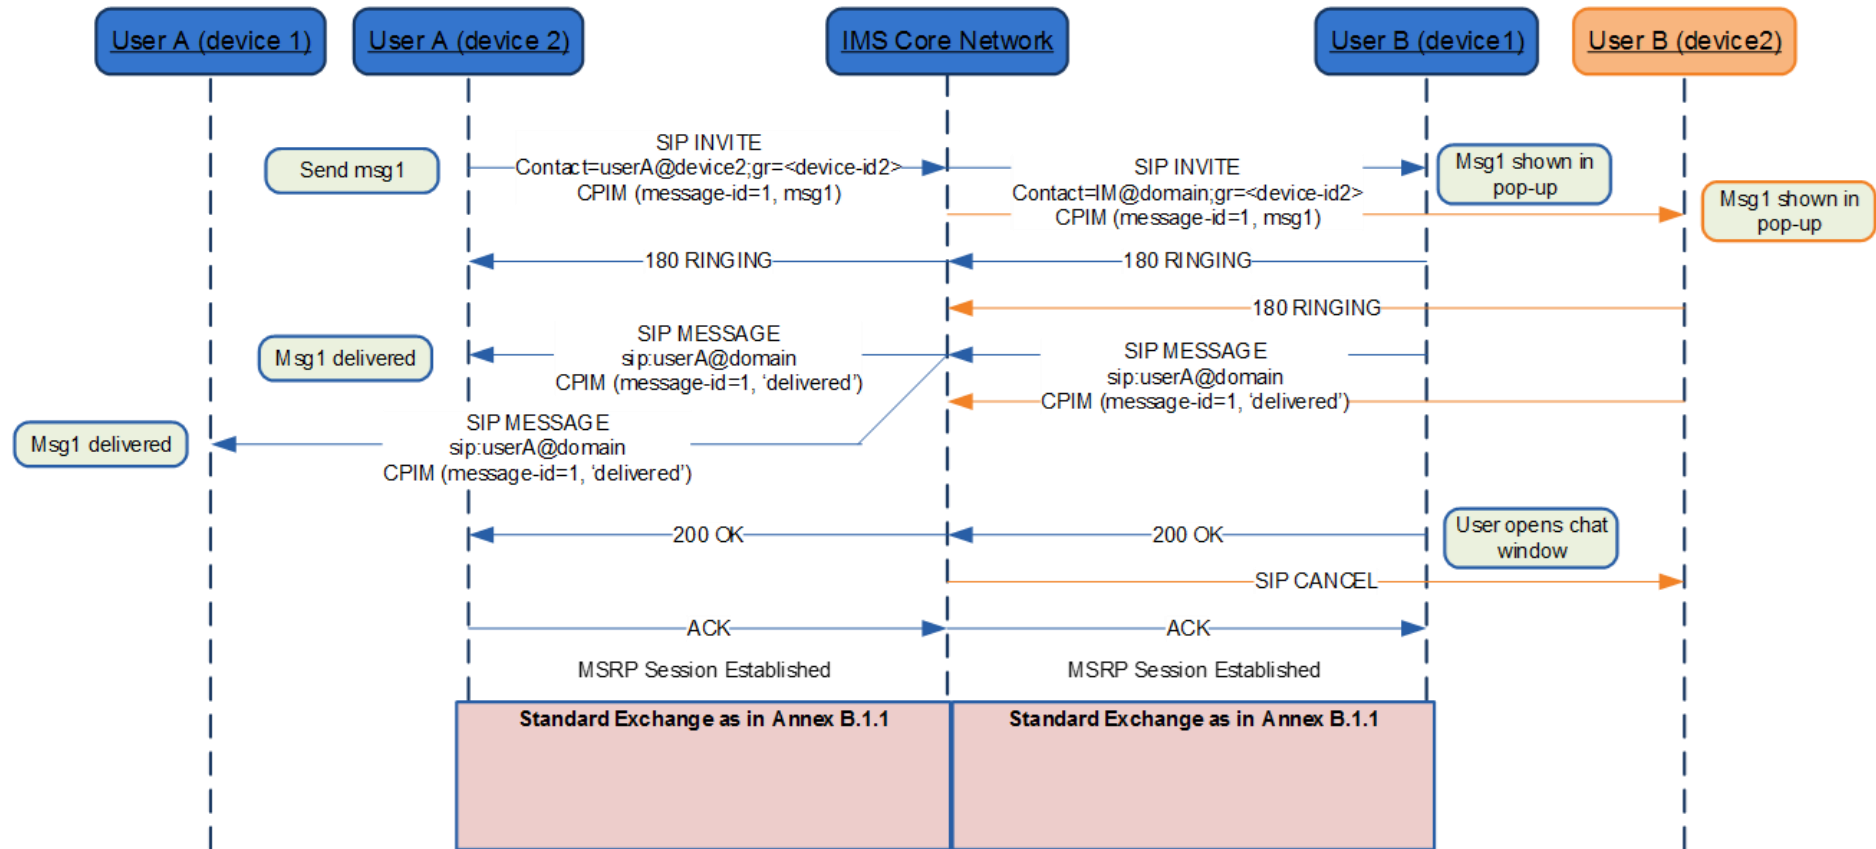 User A (device 1)
User A (device 2)
IMS Core Network
User B (device1)
User B (device2)
Send msg1
SIP INVITE
Contact=userA@device2;gr=<device-id2>
CPIM (message-id=1, msg1)
SIP INVITE
Contact=IM@domain;gr=<device-id2>
CPIM (message-id=1, msg1)
Msg1 shown in
pop-up
Msg1 shown in
pop-up
180 RINGING
180 RINGING
180 RINGING
Msg1 delivered
SIP MESSAGE
sip:userA@domain
CPIM (message-id=1, ‘delivered’)
SIP MESSAGE
sip:userA@domain
CPIM (message-id=1, ‘delivered’)
Msg1 delivered
SIP MESSAGE
sip:userA@domain
CPIM (message-id=1, ‘delivered’)
200 OK
200 OK
User opens chat
window
SIP CANCEL
ACK
ACK
MSRP Session Established
MSRP Session Established
Standard Exchange as in Annex B.1.1
Standard Exchange as in Annex B.1.1